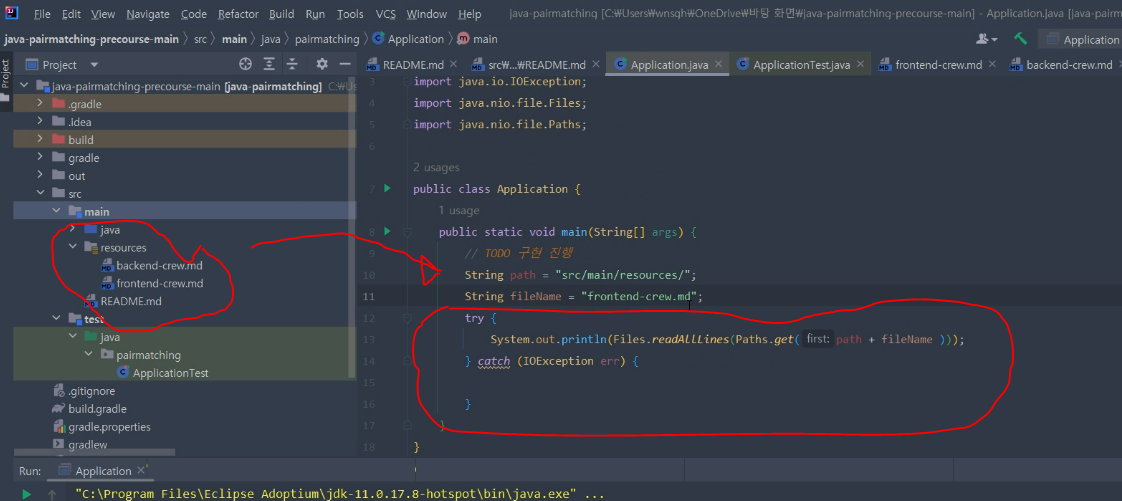 File Edit View Navigate Code Refactor Build Run Tools VCS Window Help java-pairmatching [C:\Users\wnsgh\OneDrive\바탕 화면\java-pairmatching-precourse-main] - Application.java [java-pairmatching
java-pairmatching-precourse-main src main java pairmatching Application main Application
Project
Project README.md src\...\README.md Application.java ApplicationTest.java frontend-crew.md backend-crew.md
java-pairmatching-precourse-main [java-pairmatching] C:₩Us
.gradle
.idea
build
gradle
out
src
main
java
resources
backend-crew.md
frontend-crew.md
README.md
test
java
pairmatching
ApplicationTest
.gitignore
build.gradle
gradle.properties
gradlew
3 import java.io.IOException;
4 import java.nio.file.Files;
5 import java.nio.file.Paths;
6
2 usages
7 public class Application {
1 usage
8 public static void main(String[] args) {
9 // TODO 구현 진행
10 String path = "src/main/resources/";
11 String fileName = "frontend-crew.md";
12 try {
13 System.out.println(Files.readAllLines(Paths.get( first: path + fileName )));
14 } catch (IOException err) {
15
16 }
17 }
18 }
Run: Application
"C:\Program Files\Eclipse Adoptium\jdk-11.0.17.8-hotspot\bin\java.exe" ...